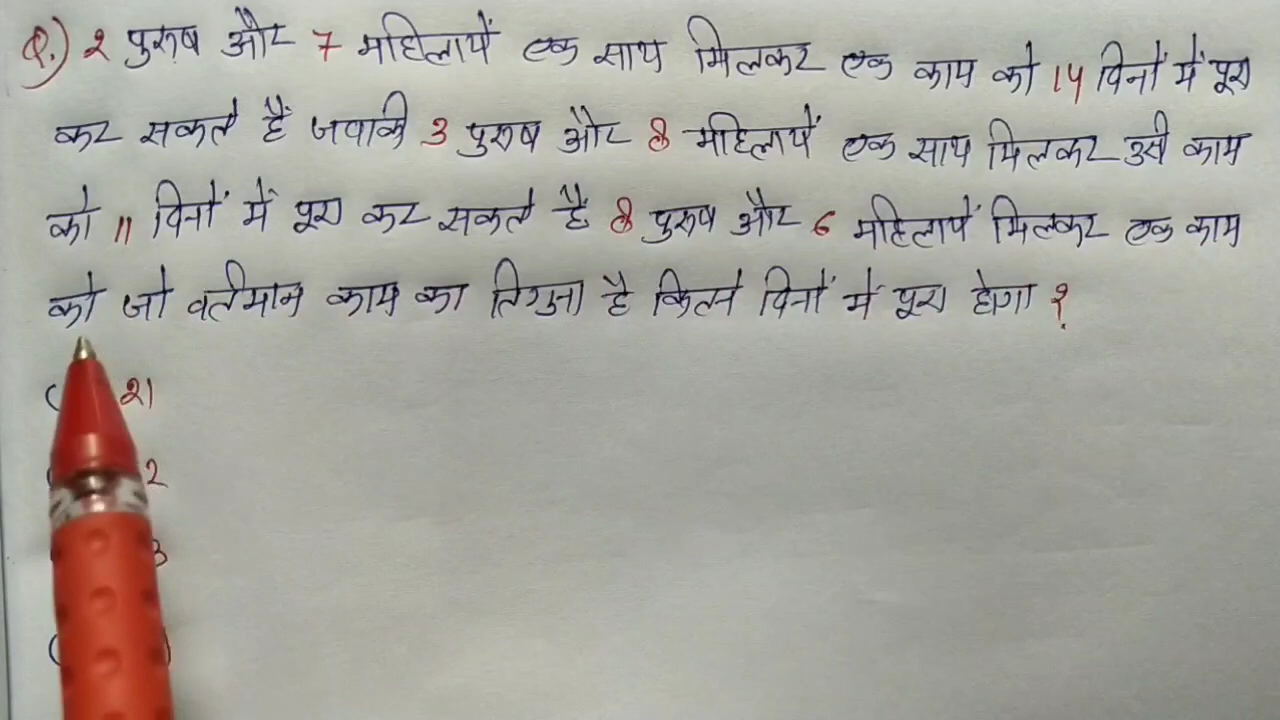 Q.) 2 पुरुष और 7 महिलायें एक साथ मिलकर एक काम को 14 दिनों में पूरा
कर सकते हैं जबकि 3 पुरुष और 8 महिलायें एक साथ मिलकर उसी काम
को 11 दिनों में पूरा कर सकते हैं 8 पुरुष और 6 महिलायें मिलकर एक काम
को जो वर्तमान काम का तिगुना है कितने दिनों में पूरा होगा ?
( 21
2
3
( )